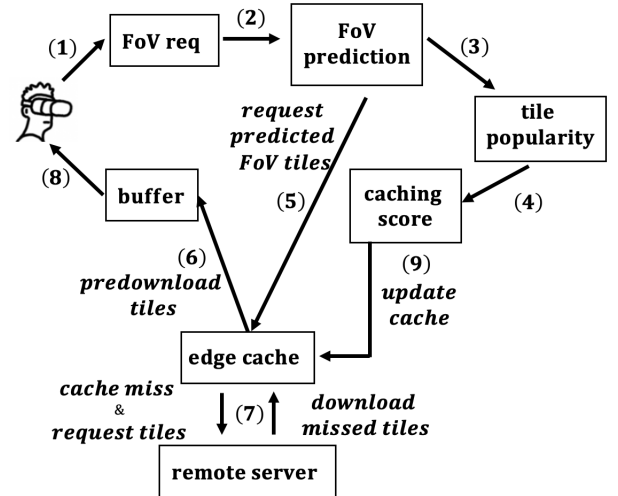 (1)
FoV req
(2)
FoV
prediction
(3)
tile
popularity
(4)
caching
score
request
predicted
FoV tiles
(5)
(8)
buffer
(6)
predownload
tiles
(9)
update
cache
edge cache
cache miss
&
request tiles
(7)
download
missed tiles
remote server